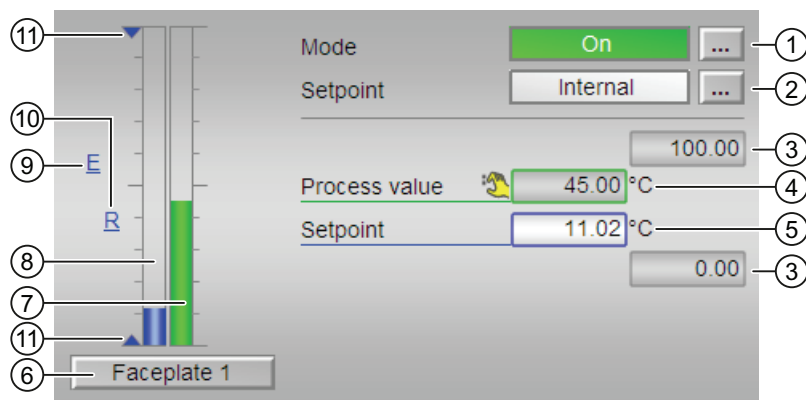 11
Mode
On
...
1
Setpoint
Internal
...
2
10
9
E
100.00
3
Process value
45.00
°C
4
R
Setpoint
11.02
°C
5
8
0.00
3
7
11
6
Faceplate 1